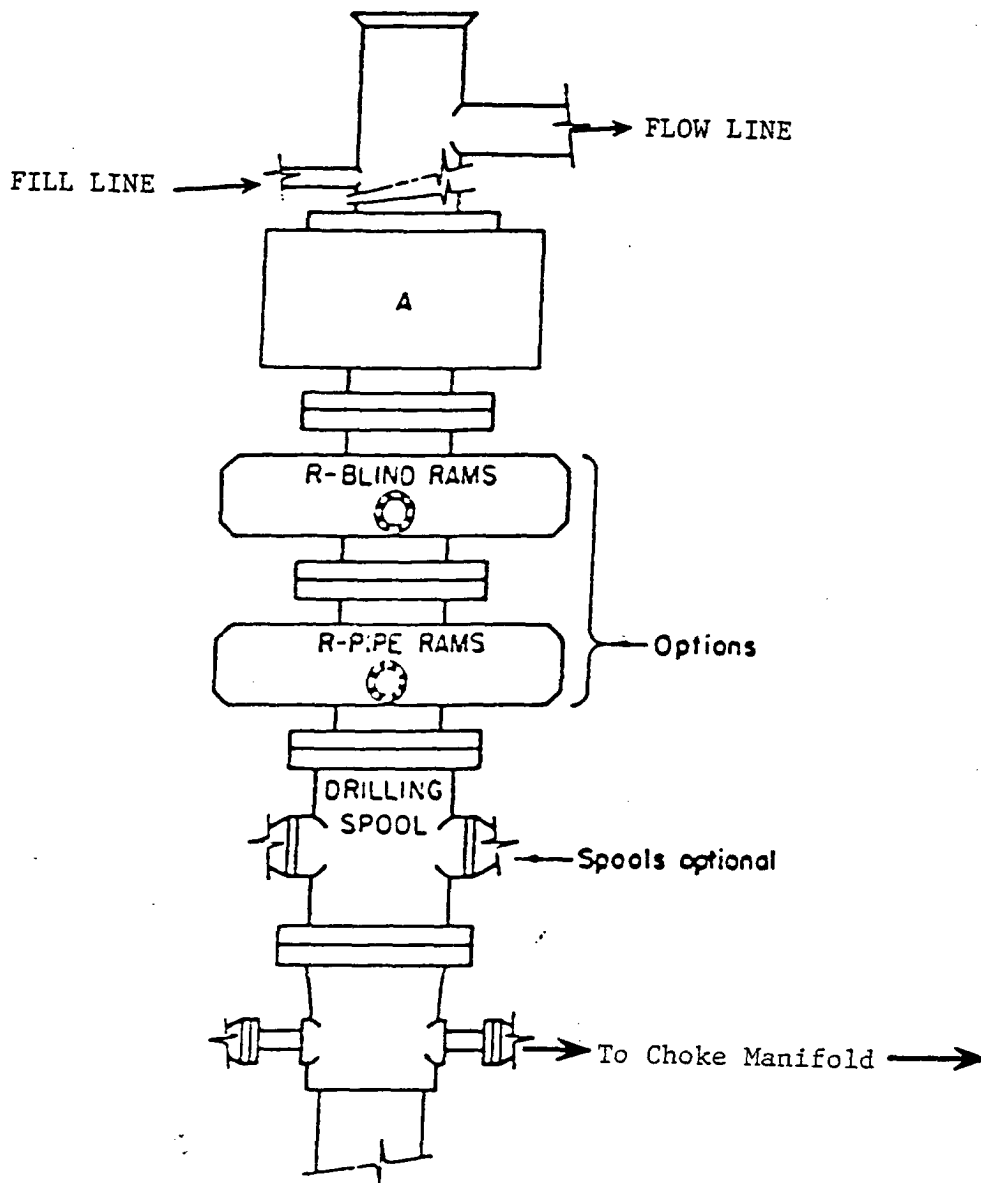 FLOW LINE
FILL LINE
A
R-BLIND RAMS
R-PIPE RAMS
Options
DRILLING
SPOOL
Spools optional
To Choke Manifold